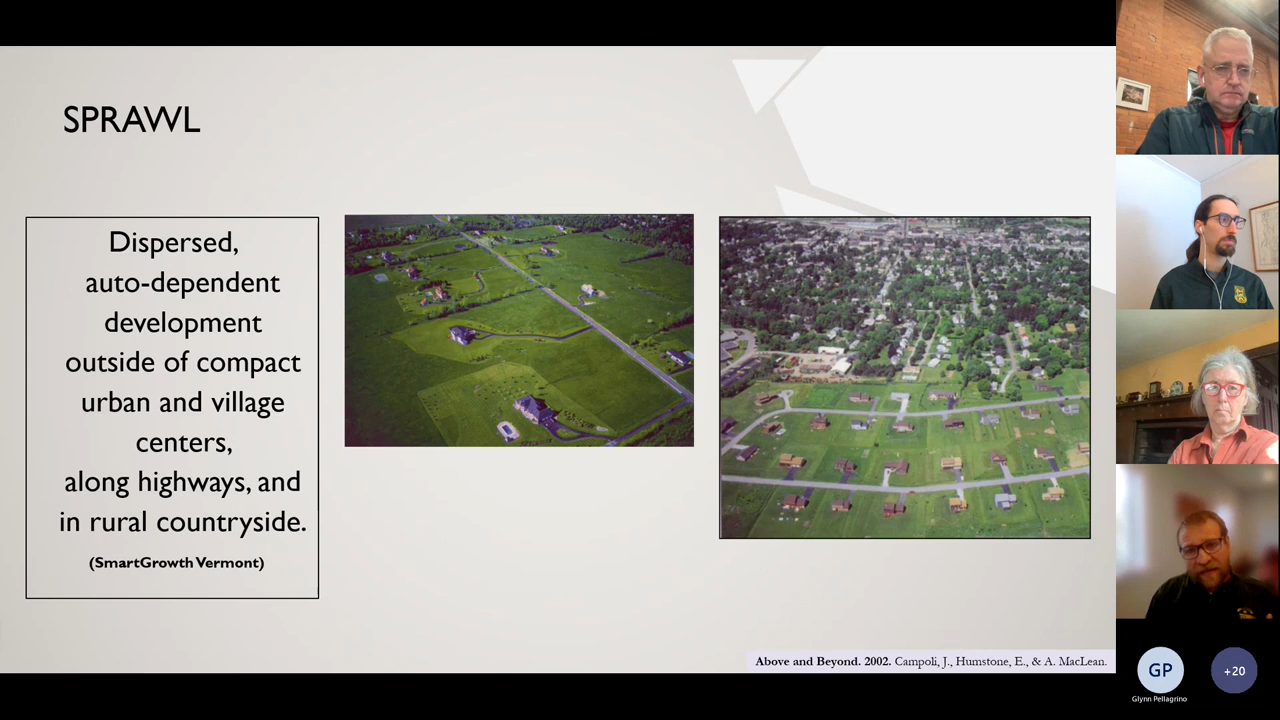 SPRAWL
Dispersed,
auto-dependent
development
outside of compact
urban and village
centers,
along highways, and
in rural countryside.
(SmartGrowth Vermont)
Above and Beyond. 2002. Campoli, J., Humstone, E., & A. MacLean.
GP
+20
Glynn Pellagrino